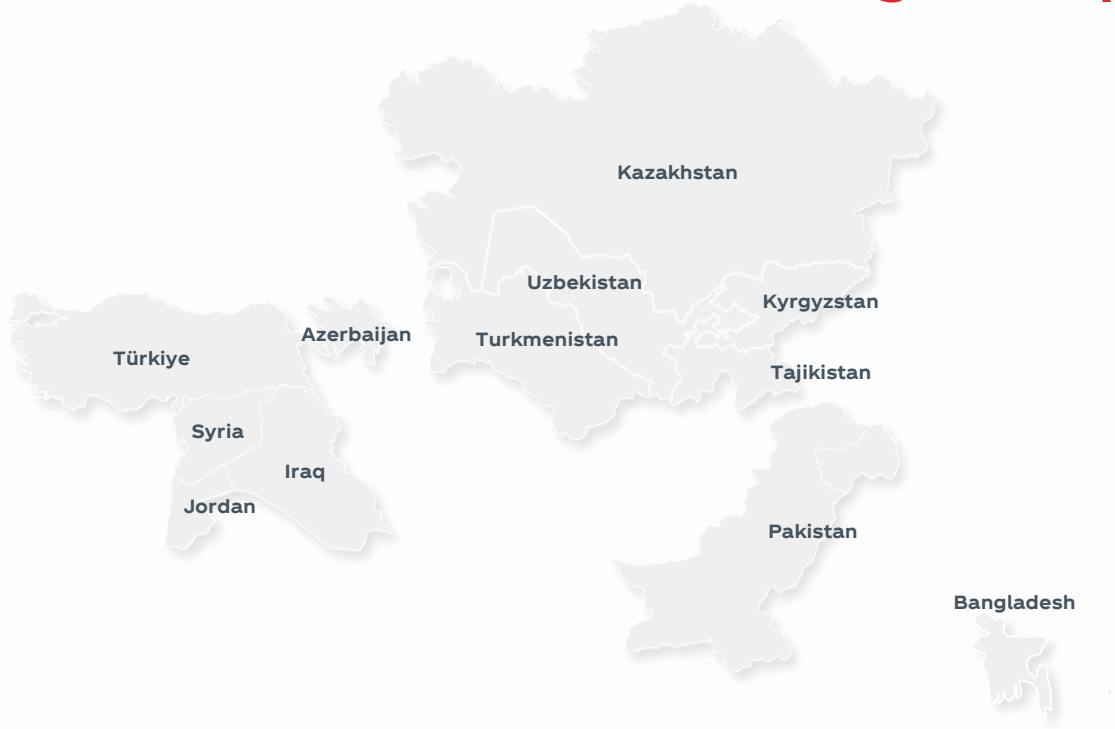 Kazakhstan
Uzbekistan
Kyrgyzstan
Azerbaijan
Turkmenistan
Türkiye
Tajikistan
Syria
Iraq
Jordan
Pakistan
Bangladesh